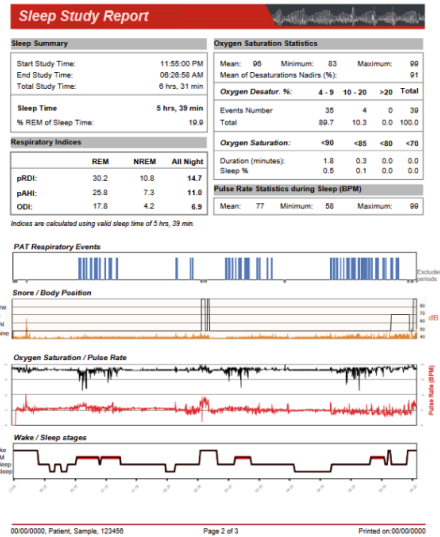 Sleep Study Report
Sleep Summary
Start Study Time: 11:55:00 PM
End Study Time: 06:26:58 AM
Total Study Time: 6 hrs, 31 min
Sleep Time 5 hrs, 39 min
% REM of Sleep Time: 19.9
Respiratory Indices
REM NREM All Night
pRDI: 30.2 10.8 14.7
pAHI: 25.8 7.3 11.0
ODI: 17.8 4.2 6.9
Indices are calculated using valid sleep time of 5 hrs, 39 min.
Oxygen Saturation Statistics
Mean: 96 Minimum: 83 Maximum: 99
Mean of Desaturations Nadirs (%): 91
Oxygen Desatur. %: 4 - 9 10 - 20 >20 Total
Events Number 35 4 0 39
Total 89.7 10.3 0.0 100.0
Oxygen Saturation: <90 <85 <80 <70
Duration (minutes): 1.8 0.3 0.0 0.0
Sleep % 0.5 0.1 0.0 0.0
Pulse Rate Statistics during Sleep (BPM)
Mean: 77 Minimum: 58 Maximum: 99
PAT Respiratory Events
Excluded
periods
Snore / Body Position
dB
Oxygen Saturation / Pulse Rate
Pulse Rate (BPM)
Wake / Sleep stages
00/00/0000, Patient, Sample, 123456 Page 2 of 3 Printed on:00/00/0000